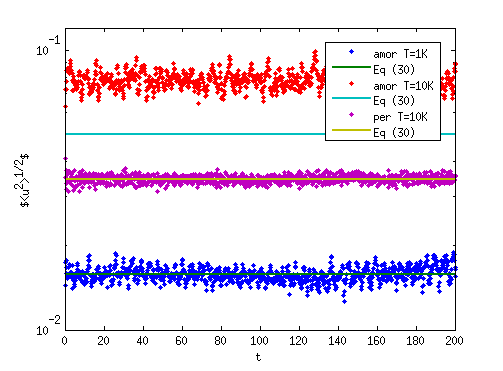 10^-1
amor T=1K
Eq (30)
amor T=10K
Eq (30)
per T=10K
Eq (30)
$<u^2>^1/2$
10^-2
0 20 40 60 80 100 120 140 160 180 200
t